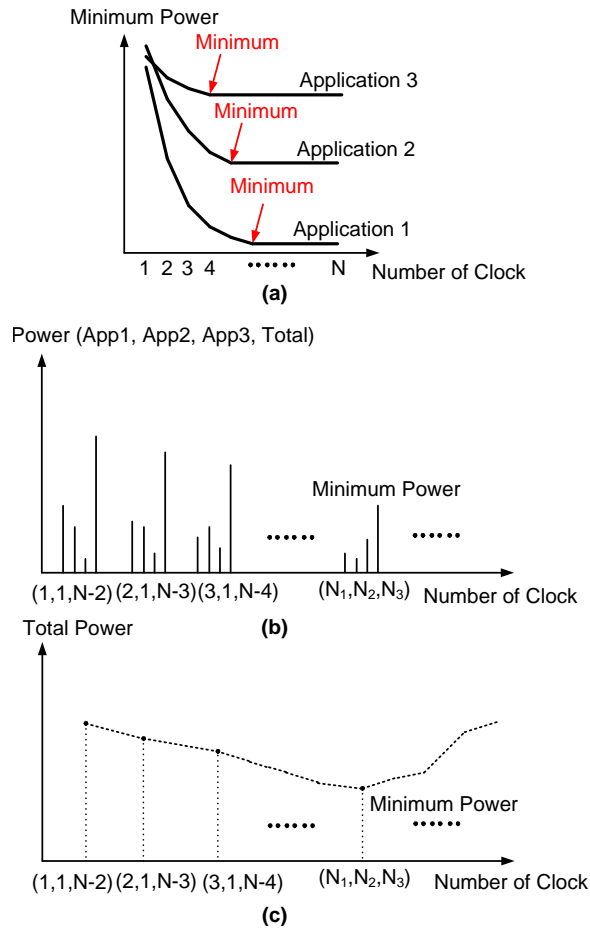 Minimum Power
Minimum
Application 3
Minimum
Application 2
Minimum
Application 1
1 2 3 4 ...... N
Number of Clock
(a)
Power (App1, App2, App3, Total)
Minimum Power
...... ......
(1,1,N-2) (2,1,N-3) (3,1,N-4) (N₁,N₂,N₃) Number of Clock
(b)
Total Power
Minimum Power
...... ......
(1,1,N-2) (2,1,N-3) (3,1,N-4) (N₁,N₂,N₃) Number of Clock
(c)